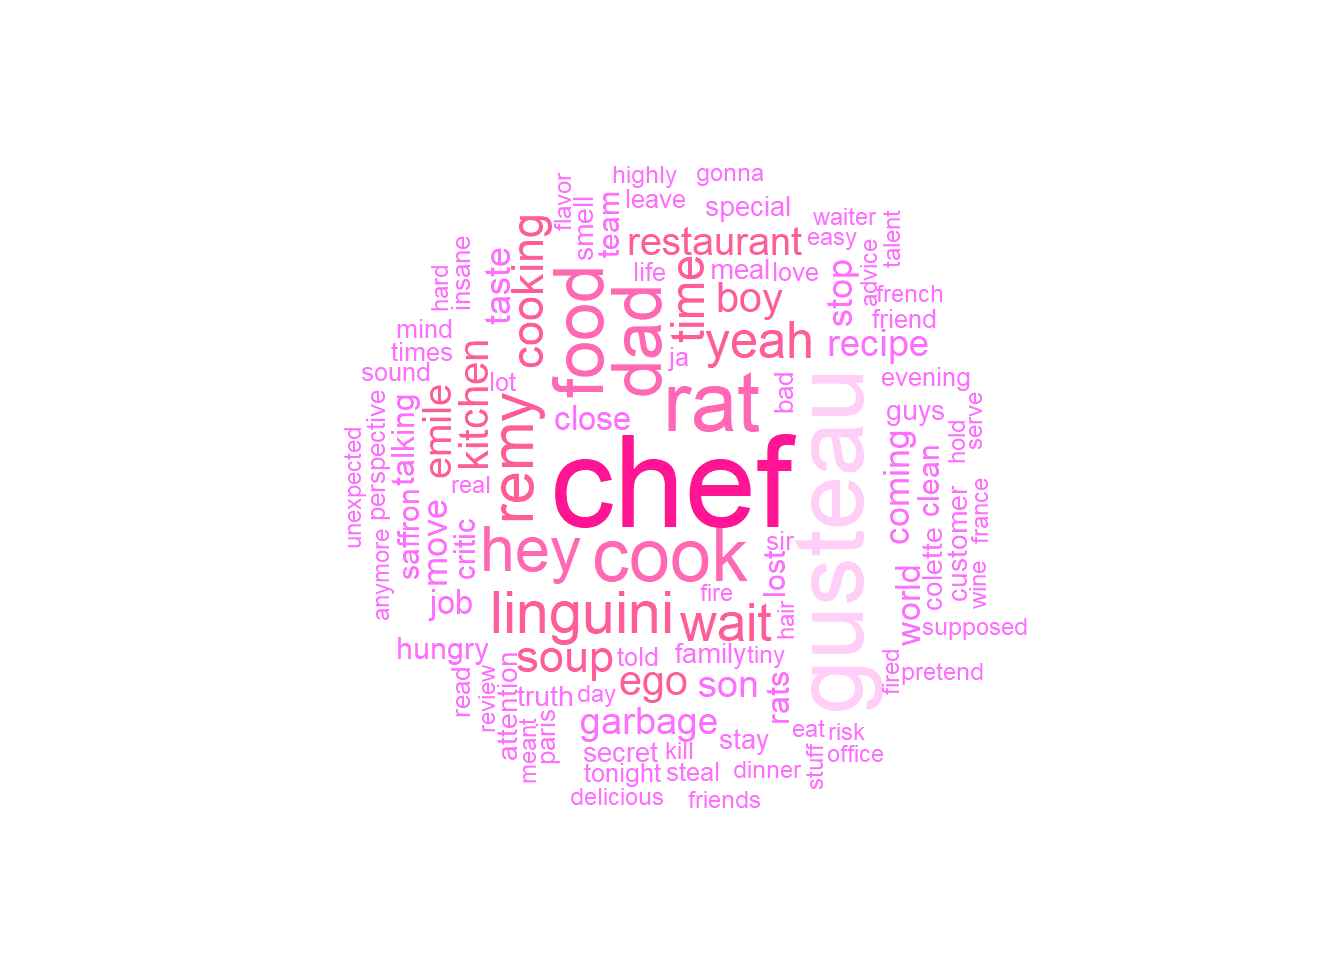 highly
gonna
flavor
smell
team
leave
special
waiter
talent
cooking
restaurant
easy
advice
hard
insane
taste
food
dad
time
life
meal
love
stop
french
boy
friend
mind
yeah
recipe
times
ja
sound
kitchen
lot
rat
bad
evening
perspective
talking
emile
remy
close
gusteau
guys
serve
hold
unexpected
real
chef
coming
clean
saffron
move
critic
hey
cook
sir
lost
customer
france
colette
anymore
job
linguini
fire
wait
hair
world
wine
supposed
hungry
soup
told
family
tiny
fired
pretend
read
review
attention
truth
day
ego
son
rats
meant
paris
garbage
stay
eat
risk
secret
kill
stuff
office
tonight
steal
dinner
delicious
friends